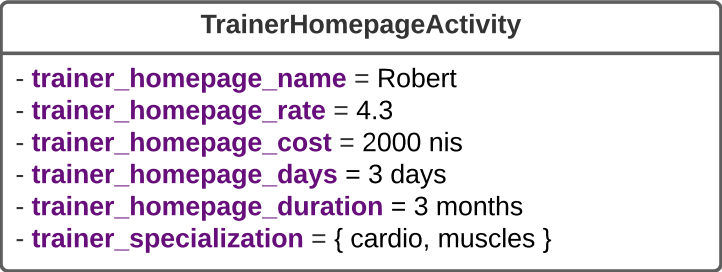 TrainerHomepageActivity
- trainer_homepage_name = Robert
- trainer_homepage_rate = 4.3
- trainer_homepage_cost = 2000 nis
- trainer_homepage_days = 3 days
- trainer_homepage_duration = 3 months
- trainer_specialization = { cardio, muscles }